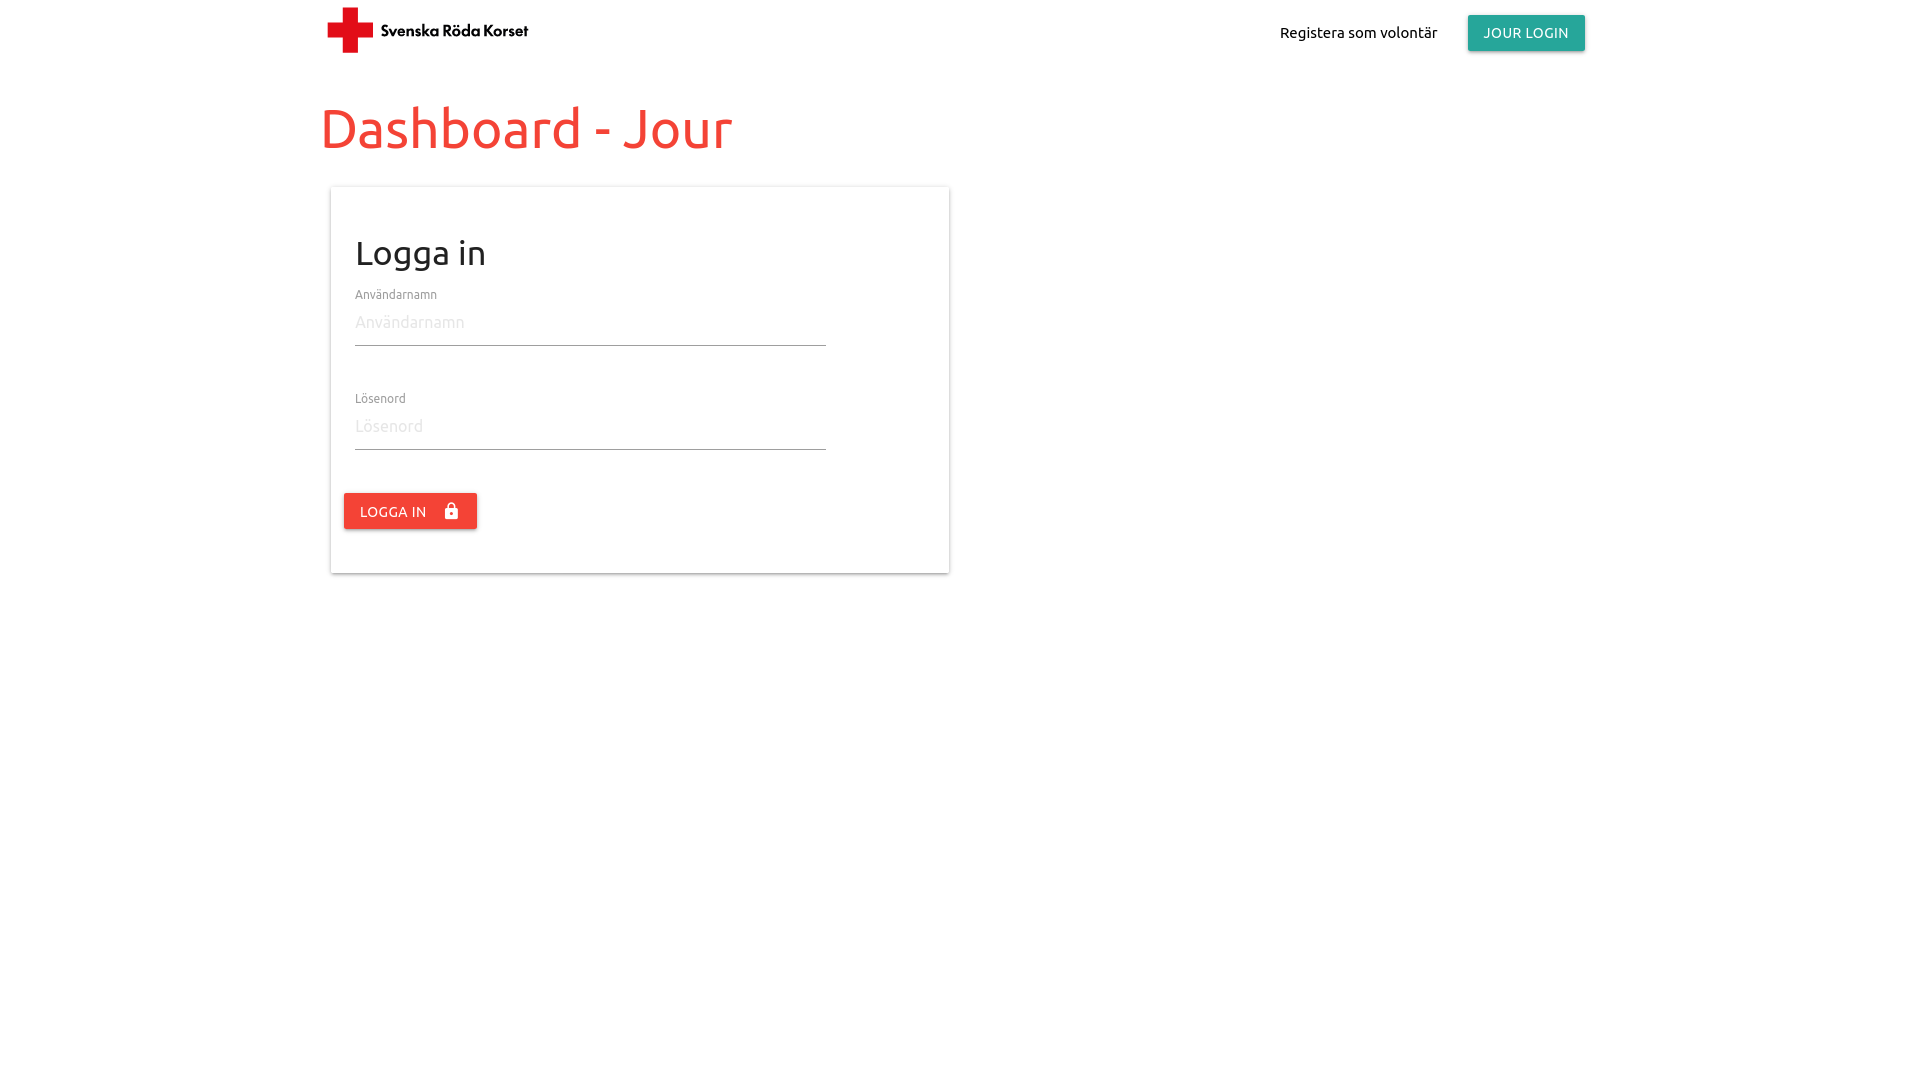 Svenska Röda Korset
Registera som volontär
JOUR LOGIN
Dashboard - Jour
Logga in
Användarnamn
Användarnamn
Lösenord
Lösenord
LOGGA IN